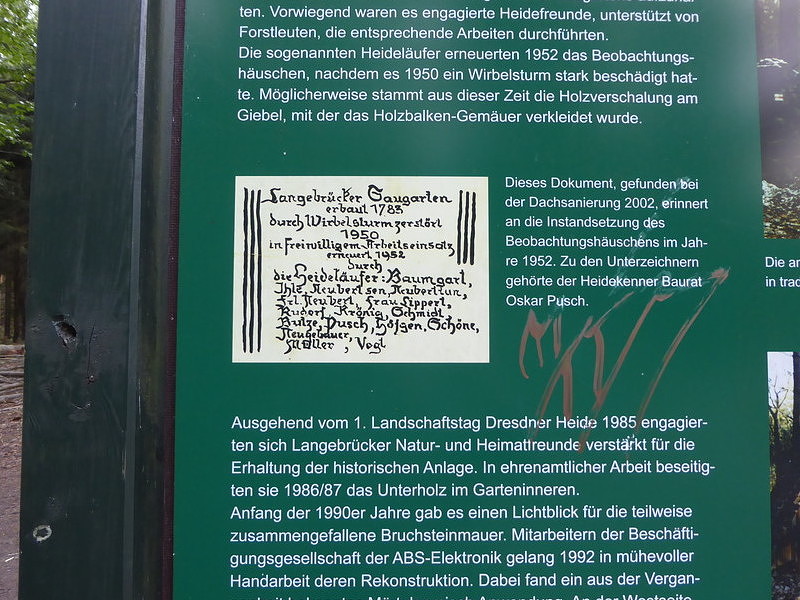 ten. Vorwiegend waren es engagierte Heidefreunde, unterstützt von
Forstleuten, die entsprechende Arbeiten durchführten.
Die sogenannten Heideläufer erneuerten 1952 das Beobachtungs-
häuschen, nachdem es 1950 ein Wirbelsturm stark beschädigt hat-
te. Möglicherweise stammt aus dieser Zeit die Holzverschalung am
Giebel, mit der das Holzbalken-Gemäuer verkleidet wurde.
Langebrücker Saugarten
erbaut 1783
durch Wirbelsturm zerstört
1950
in Freiwilligem Arbeitseinsatz
erneuert 1952
durch
die Heideläufer: Baumgart,
Ihle, Neubert sen, Neubert jun,
Frl. Neubert, Frau Lippert,
Rudorf, Krönig, Schmidt,
Bulze, Pusch, Höfgen, Schöne,
Neugebauer,
Müller, Vogl
Dieses Dokument, gefunden bei
der Dachsanierung 2002, erinnert
an die Instandsetzung des
Beobachtungshäuschens im Jah-
re 1952. Zu den Unterzeichnern
gehörte der Heidekenner Baurat
Oskar Pusch.
Die an
in trad
Ausgehend vom 1. Landschaftstag Dresdner Heide 1985 engagier-
ten sich Langebrücker Natur- und Heimatfreunde verstärkt für die
Erhaltung der historischen Anlage. In ehrenamtlicher Arbeit beseitig-
ten sie 1986/87 das Unterholz im Garteninneren.
Anfang der 1990er Jahre gab es einen Lichtblick für die teilweise
zusammengefallene Bruchsteinmauer. Mitarbeitern der Beschäfti-
gungsgesellschaft der ABS-Elektronik gelang 1992 in mühevoller
Handarbeit deren Rekonstruktion. Dabei fand ein aus der Vergan-